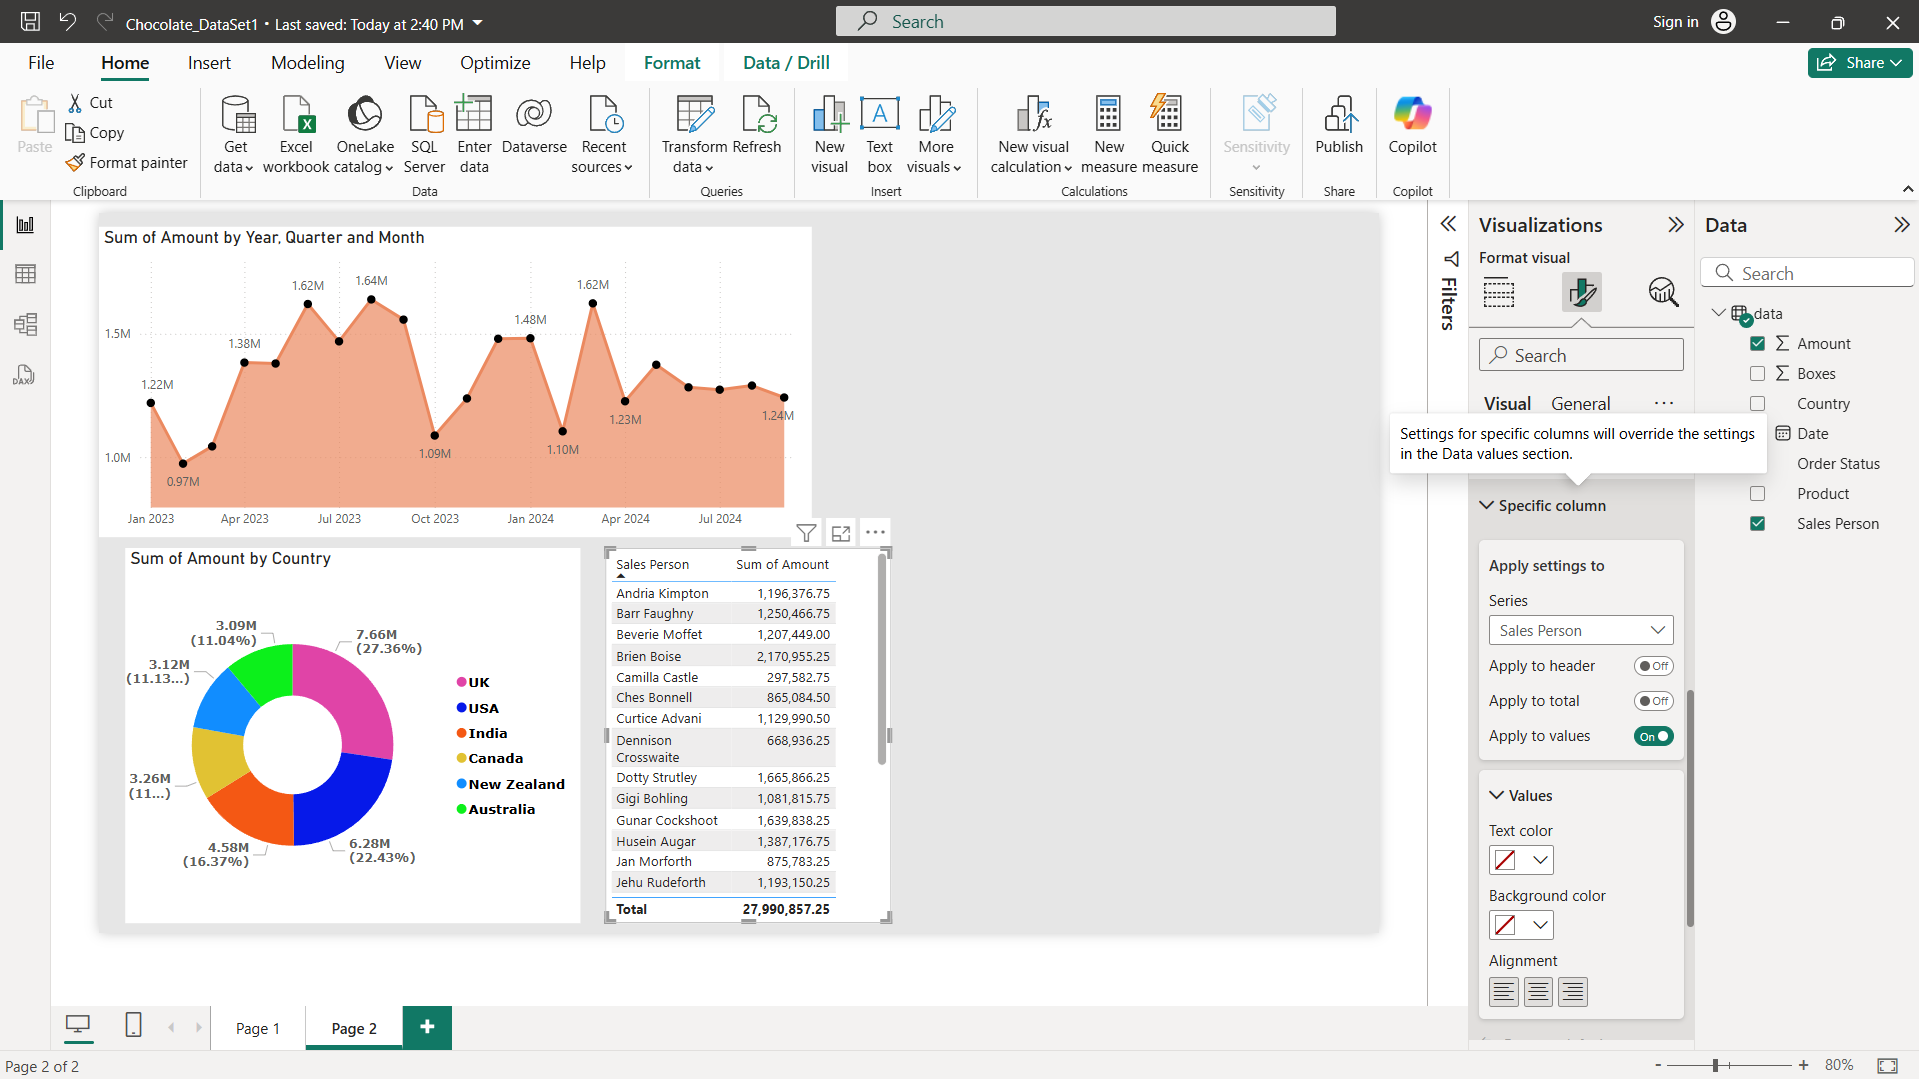 Chocolate_DataSet1 • Last saved: Today at 2:40 PM
Search
Sign in
File
Home
Insert
Modeling
View
Optimize
Help
Format
Data / Drill
Share
Paste
Cut
Copy
Format painter
Clipboard
Get data
Excel workbook
OneLake catalog
SQL Server
Enter data
Dataverse
Recent sources
Data
Transform data
Refresh
Queries
New visual
Text box
More visuals
Insert
New visual calculation
New measure
Quick measure
Calculations
Sensitivity
Sensitivity
Publish
Share
Copilot
Copilot
Sum of Amount by Year, Quarter and Month
1.5M
1.0M
1.22M
0.97M
1.38M
1.62M
1.64M
1.09M
1.48M
1.10M
1.62M
1.23M
1.24M
Jan 2023
Apr 2023
Jul 2023
Oct 2023
Jan 2024
Apr 2024
Jul 2024
Sum of Amount by Country
3.09M
(11.04%)
7.66M
(27.36%)
3.12M
(11.13...)
3.26M
(11...)
4.58M
(16.37%)
6.28M
(22.43%)
UK
USA
India
Canada
New Zealand
Australia
Sales Person Sum of Amount
Andria Kimpton 1,196,376.75
Barr Faughny 1,250,466.75
Beverie Moffet 1,207,449.00
Brien Boise 2,170,955.25
Camilla Castle 297,582.75
Ches Bonnell 865,084.50
Curtice Advani 1,129,990.50
Dennison 668,936.25
Crosswaite
Dotty Strutley 1,665,866.25
Gigi Bohling 1,081,815.75
Gunar Cockshoot 1,639,838.25
Husein Augar 1,387,176.75
Jan Morforth 875,783.25
Jehu Rudeforth 1,193,150.25
Total 27,990,857.25
Filters
Visualizations
Format visual
Search
Visual
General
Settings for specific columns will override the settings
in the Data values section.
Specific column
Apply settings to
Series
Sales Person
Apply to header Off
Apply to total Off
Apply to values On
Values
Text color
Background color
Alignment
Data
Search
data
Amount
Boxes
Country
Date
Order Status
Product
Sales Person
Page 1
Page 2
+
Page 2 of 2
- + 80%